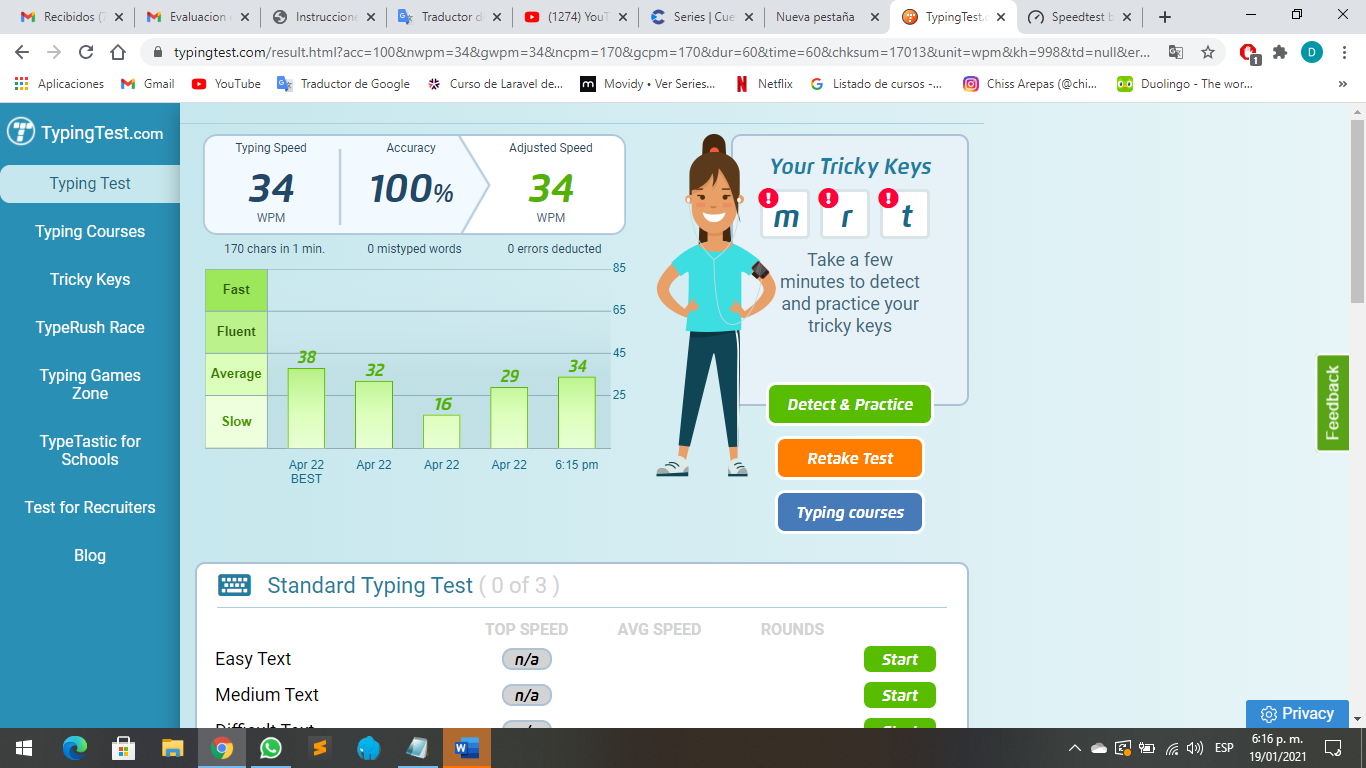 Recibidos (7
Evaluacion
Instruccione
Traductor d
(1274) YouT
Series | Cue
Nueva pestaña
TypingTest.c
Speedtest b
typingtest.com/result.html?acc=100&nwpm=34&gwpm=34&ncpm=170&gcpm=170&dur=60&time=60&chksum=17013&unit=wpm&kh=998&td=null&er...
D
1
Aplicaciones
Gmail
YouTube
Traductor de Google
Curso de Laravel de...
Movidy • Ver Series...
Netflix
Listado de cursos -...
Chiss Arepas (@chi...
Duolingo - The wor...
»
TypingTest.com
Typing Test
Typing Courses
Tricky Keys
TypeRush Race
Typing Games
Zone
TypeTastic for
Schools
Test for Recruiters
Blog
Typing Speed
Accuracy
Adjusted Speed
34
100%
34
WPM
WPM
170 chars in 1 min.
0 mistyped words
0 errors deducted
85
Fast
65
Fluent
45
Average
25
Slow
38
32
16
29
34
Apr 22
BEST
Apr 22
Apr 22
Apr 22
6:15 pm
Your Tricky Keys
! ! !
m r t
Take a few
minutes to detect
and practice your
tricky keys
Detect & Practice
Retake Test
Typing courses
Feedback
Standard Typing Test ( 0 of 3 )
TOP SPEED AVG SPEED ROUNDS
Easy Text n/a Start
Medium Text n/a Start
Difficult Text
Privacy
ESP
6:16 p. m.
19/01/2021